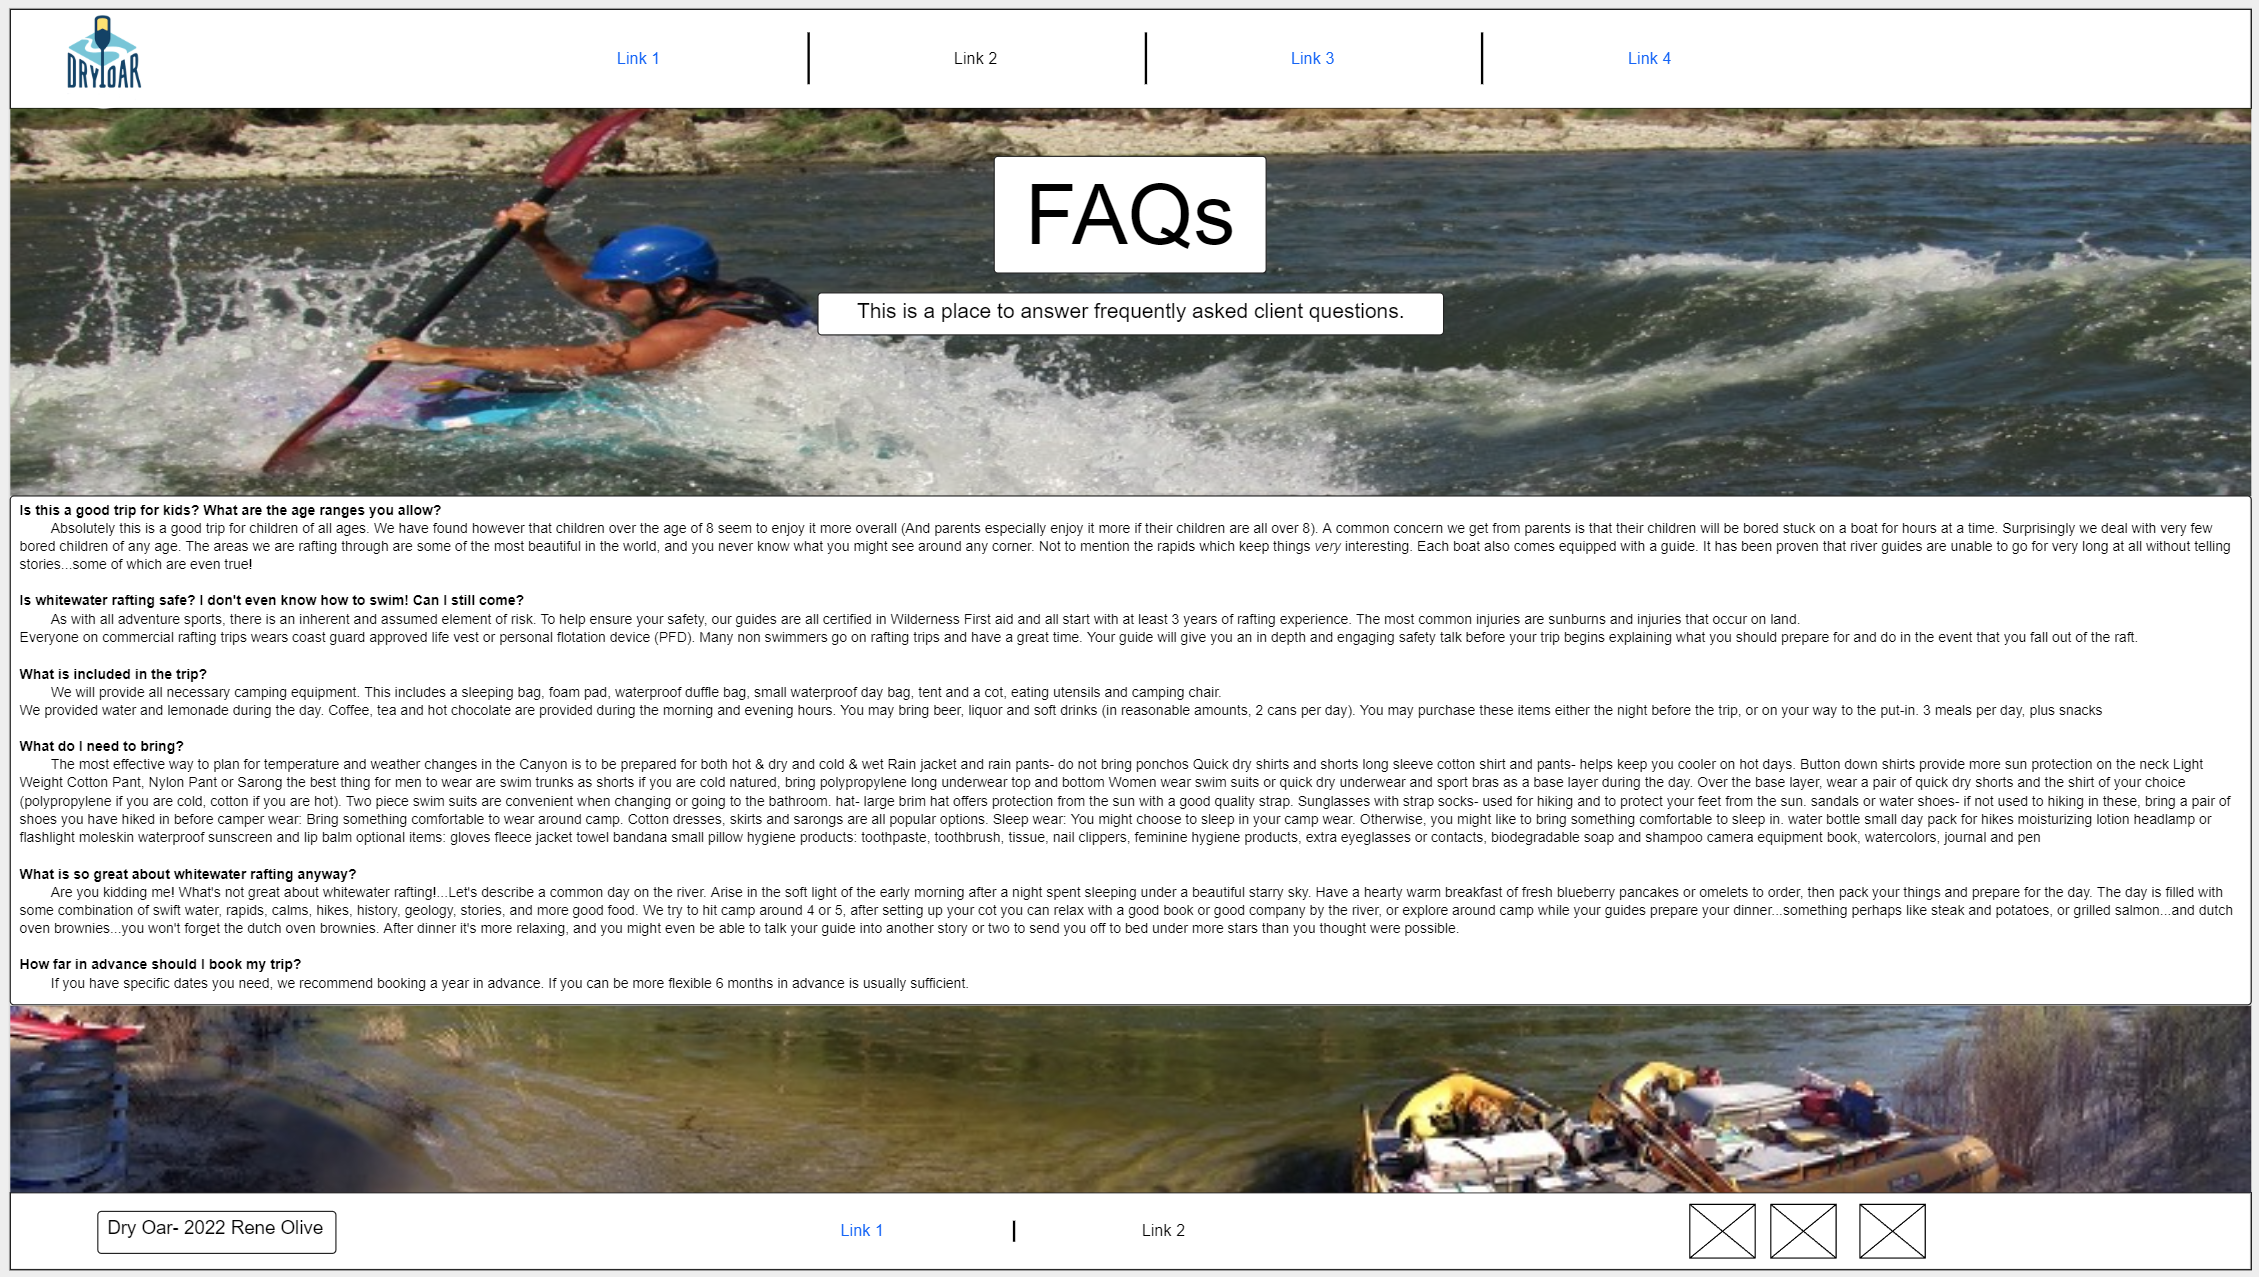 DRY OAR
Link 1
Link 2
Link 3
Link 4
FAQs
This is a place to answer frequently asked client questions.
Is this a good trip for kids? What are the age ranges you allow?
Absolutely this is a good trip for children of all ages. We have found however that children over the age of 8 seem to enjoy it more overall (And parents especially enjoy it more if their children are all over 8). A common concern we get from parents is that their children will be bored stuck on a boat for hours at a time. Surprisingly we deal with very few
bored children of any age. The areas we are rafting through are some of the most beautiful in the world, and you never know what you might see around any corner. Not to mention the rapids which keep things very interesting. Each boat also comes equipped with a guide. It has been proven that river guides are unable to go for very long at all without telling
stories...some of which are even true!
Is whitewater rafting safe? I don't even know how to swim! Can I still come?
As with all adventure sports, there is an inherent and assumed element of risk. To help ensure your safety, our guides are all certified in Wilderness First aid and all start with at least 3 years of rafting experience. The most common injuries are sunburns and injuries that occur on land.
Everyone on commercial rafting trips wears coast guard approved life vest or personal flotation device (PFD). Many non swimmers go on rafting trips and have a great time. Your guide will give you an in depth and engaging safety talk before your trip begins explaining what you should prepare for and do in the event that you fall out of the raft.
What is included in the trip?
We will provide all necessary camping equipment. This includes a sleeping bag, foam pad, waterproof duffle bag, small waterproof day bag, tent and a cot, eating utensils and camping chair.
We provided water and lemonade during the day. Coffee, tea and hot chocolate are provided during the morning and evening hours. You may bring beer, liquor and soft drinks (in reasonable amounts, 2 cans per day). You may purchase these items either the night before the trip, or on your way to the put-in. 3 meals per day, plus snacks
What do I need to bring?
The most effective way to plan for temperature and weather changes in the Canyon is to be prepared for both hot & dry and cold & wet Rain jacket and rain pants- do not bring ponchos Quick dry shirts and shorts long sleeve cotton shirt and pants- helps keep you cooler on hot days. Button down shirts provide more sun protection on the neck Light
Weight Cotton Pant, Nylon Pant or Sarong the best thing for men to wear are swim trunks as shorts if you are cold natured, bring polypropylene long underwear top and bottom Women wear swim suits or quick dry underwear and sport bras as a base layer during the day. Over the base layer, wear a pair of quick dry shorts and the shirt of your choice
(polypropylene if you are cold, cotton if you are hot). Two piece swim suits are convenient when changing or going to the bathroom. hat- large brim hat offers protection from the sun with a good quality strap. Sunglasses with strap socks- used for hiking and to protect your feet from the sun. sandals or water shoes- if not used to hiking in these, bring a pair of
shoes you have hiked in before camper wear: Bring something comfortable to wear around camp. Cotton dresses, skirts and sarongs are all popular options. Sleep wear: You might choose to sleep in your camp wear. Otherwise, you might like to bring something comfortable to sleep in. water bottle small day pack for hikes moisturizing lotion headlamp or
flashlight moleskin waterproof sunscreen and lip balm optional items: gloves fleece jacket towel bandana small pillow hygiene products: toothpaste, toothbrush, tissue, nail clippers, feminine hygiene products, extra eyeglasses or contacts, biodegradable soap and shampoo camera equipment book, watercolors, journal and pen
What is so great about whitewater rafting anyway?
Are you kidding me! What's not great about whitewater rafting!...Let's describe a common day on the river. Arise in the soft light of the early morning after a night spent sleeping under a beautiful starry sky. Have a hearty warm breakfast of fresh blueberry pancakes or omelets to order, then pack your things and prepare for the day. The day is filled with
some combination of swift water, rapids, calms, hikes, history, geology, stories, and more good food. We try to hit camp around 4 or 5, after setting up your cot you can relax with a good book or good company by the river, or explore around camp while your guides prepare your dinner...something perhaps like steak and potatoes, or grilled salmon...and dutch
oven brownies...you won't forget the dutch oven brownies. After dinner it's more relaxing, and you might even be able to talk your guide into another story or two to send you off to bed under more stars than you thought were possible.
How far in advance should I book my trip?
If you have specific dates you need, we recommend booking a year in advance. If you can be more flexible 6 months in advance is usually sufficient.
Dry Oar- 2022 Rene Olive
Link 1
Link 2